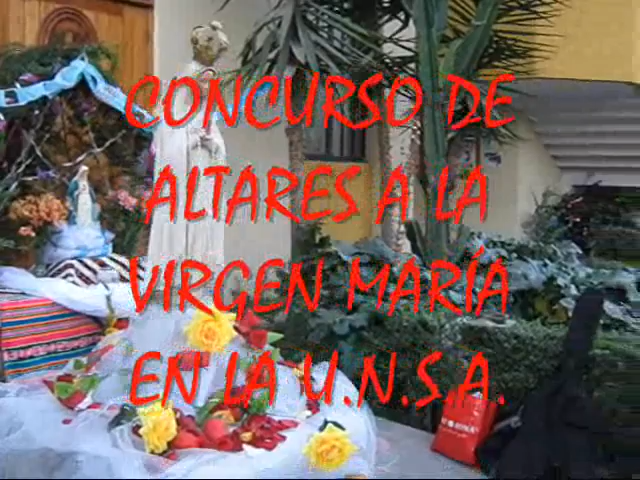 CONCURSO DE
ALTARES A LA
VIRGEN MARÍA
EN LA U.N.S.A.